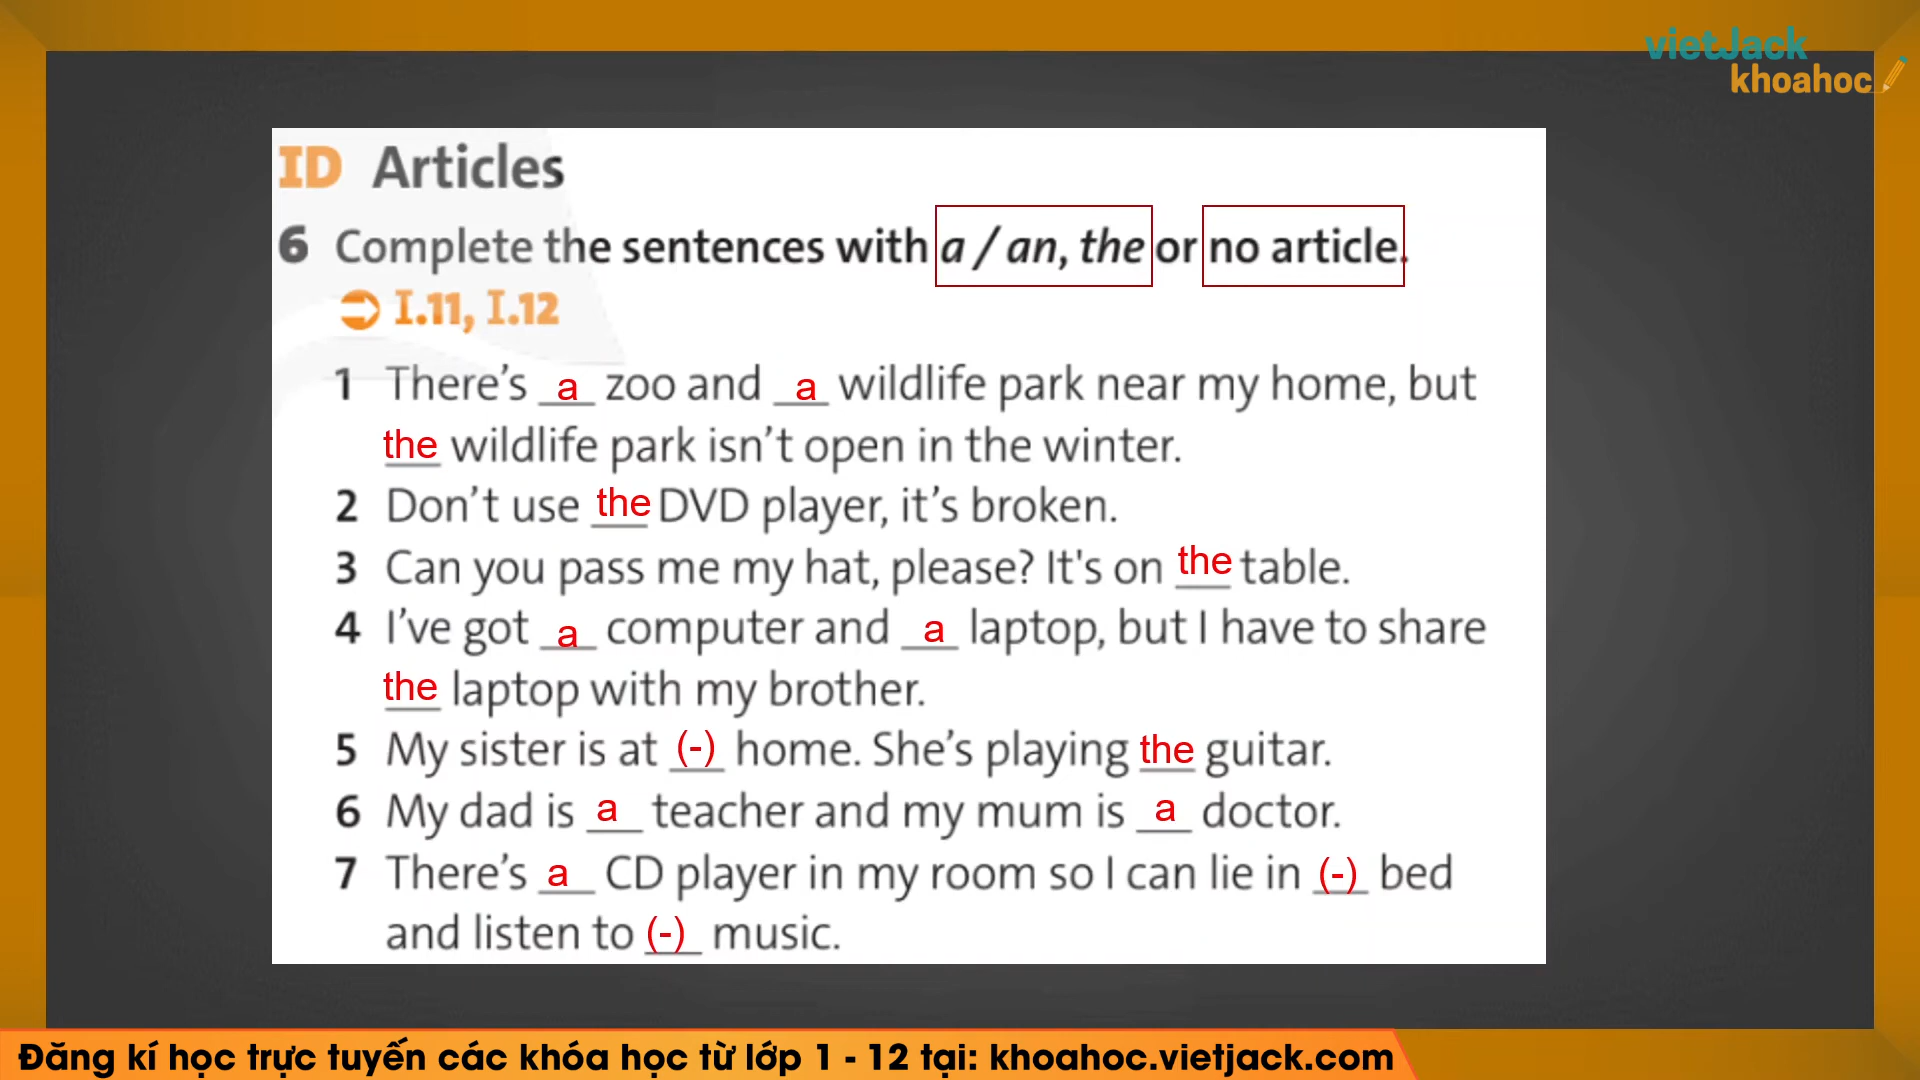 vietJack
khoahoc
ID Articles
6 Complete the sentences with a / an, the or no article.
I.11, I.12
1 There's a zoo and a wildlife park near my home, but
the wildlife park isn't open in the winter.
2 Don't use the DVD player, it's broken.
3 Can you pass me my hat, please? It's on the table.
4 I've got a computer and a laptop, but I have to share
the laptop with my brother.
5 My sister is at (-) home. She's playing the guitar.
6 My dad is a teacher and my mum is a doctor.
7 There's a CD player in my room so I can lie in (-) bed
and listen to (-) music.
Đăng kí học trực tuyến các khóa học từ lớp 1 - 12 tại: khoahoc.vietjack.com